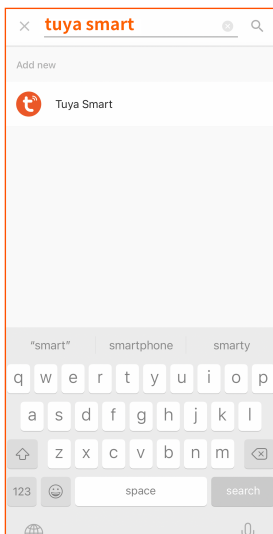 tuya smart
Add new
Tuya Smart
“smart” smartphone smarty
q w e r t y u i o p
a s d f g h j k l
z x c v b n m
123 space search